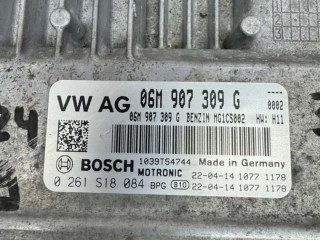 VW AG 06M 907 309 G 0002
06M 907 309 G BENZIN MG1CS002 HW: H11
BOSCH 1039T54744 Made in Germany
MOTRONIC 22-04-14 1077 1178
0 261 S18 084 BPG 810 22-04-14 1077 1178
24